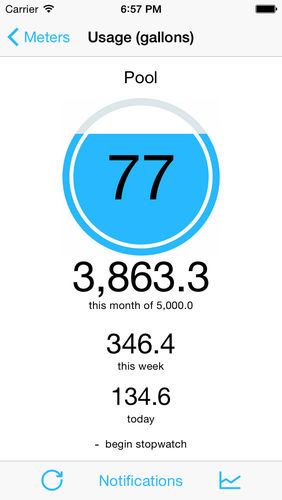 Carrier 6:57 PM
Meters Usage (gallons)
Pool
77
3,863.3
this month of 5,000.0
346.4
this week
134.6
today
- begin stopwatch
Notifications